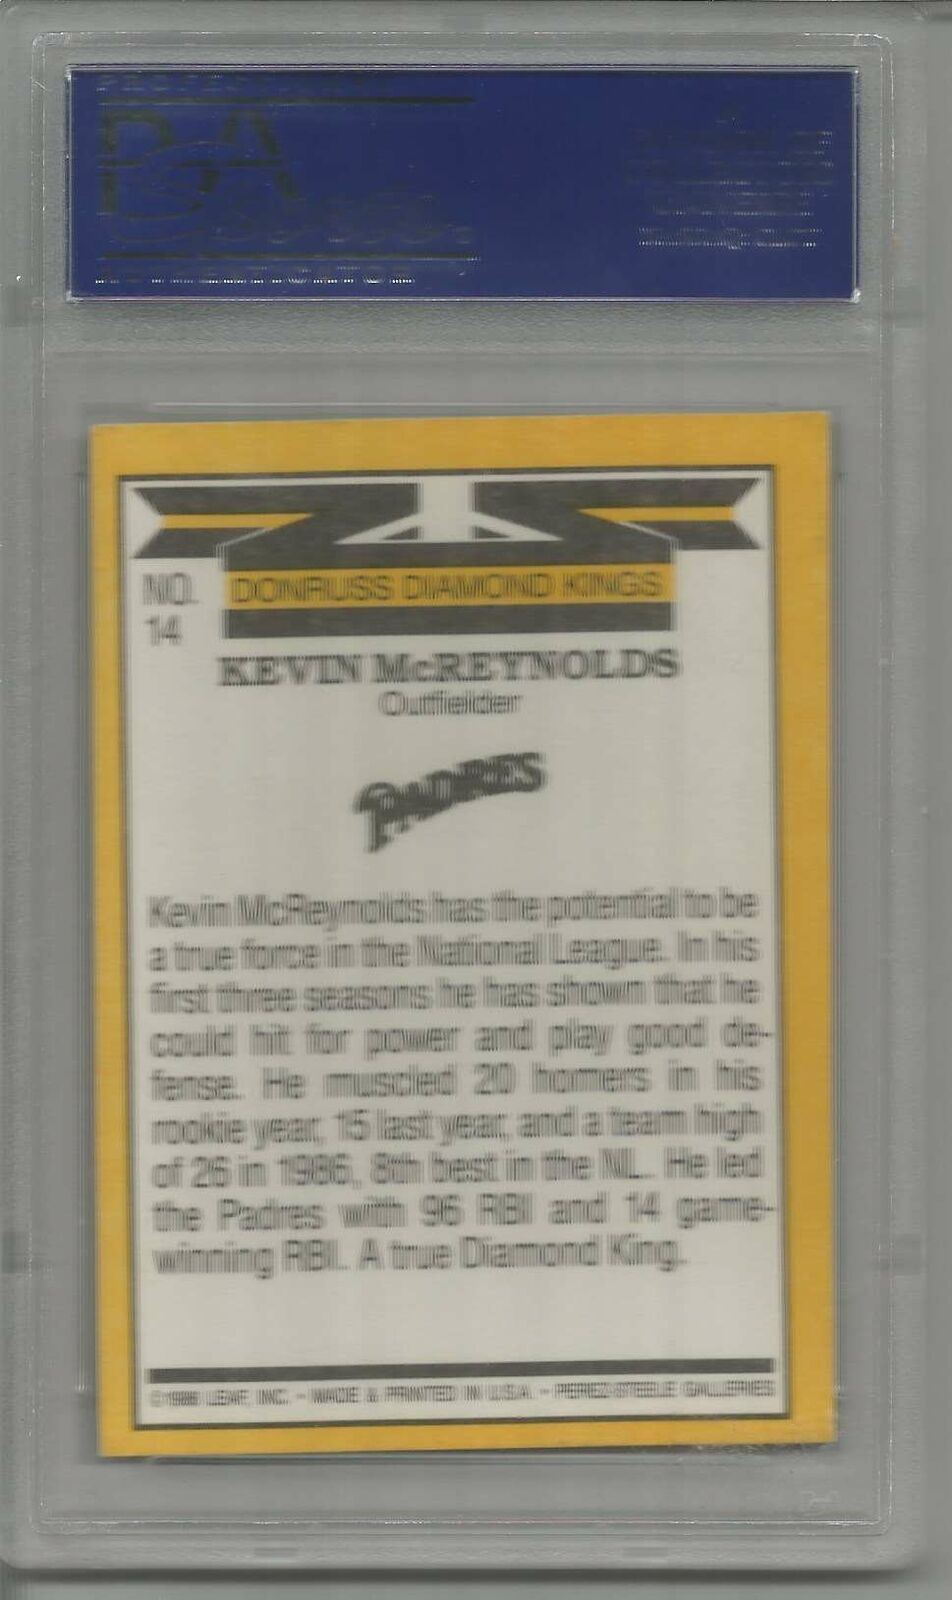 PSA
NO.
14
DONRUSS DIAMOND KINGS
KEVIN McREYNOLDS
Outfielder
PADRES
Kevin McReynolds has the potential to be
a true force in the National League. In his
first three seasons he has shown that he
could hit for power and play good de-
fense. He muscled 20 homers in his
rookie year, 15 last year, and a team high
of 26 in 1986, 8th best in the NL. He led
the Padres with 96 RBI and 14 game-
winning RBI. A true Diamond King.
©1986 LEAF, INC. - MADE & PRINTED IN U.S.A. - PEREZ-STEELE GALLERIES